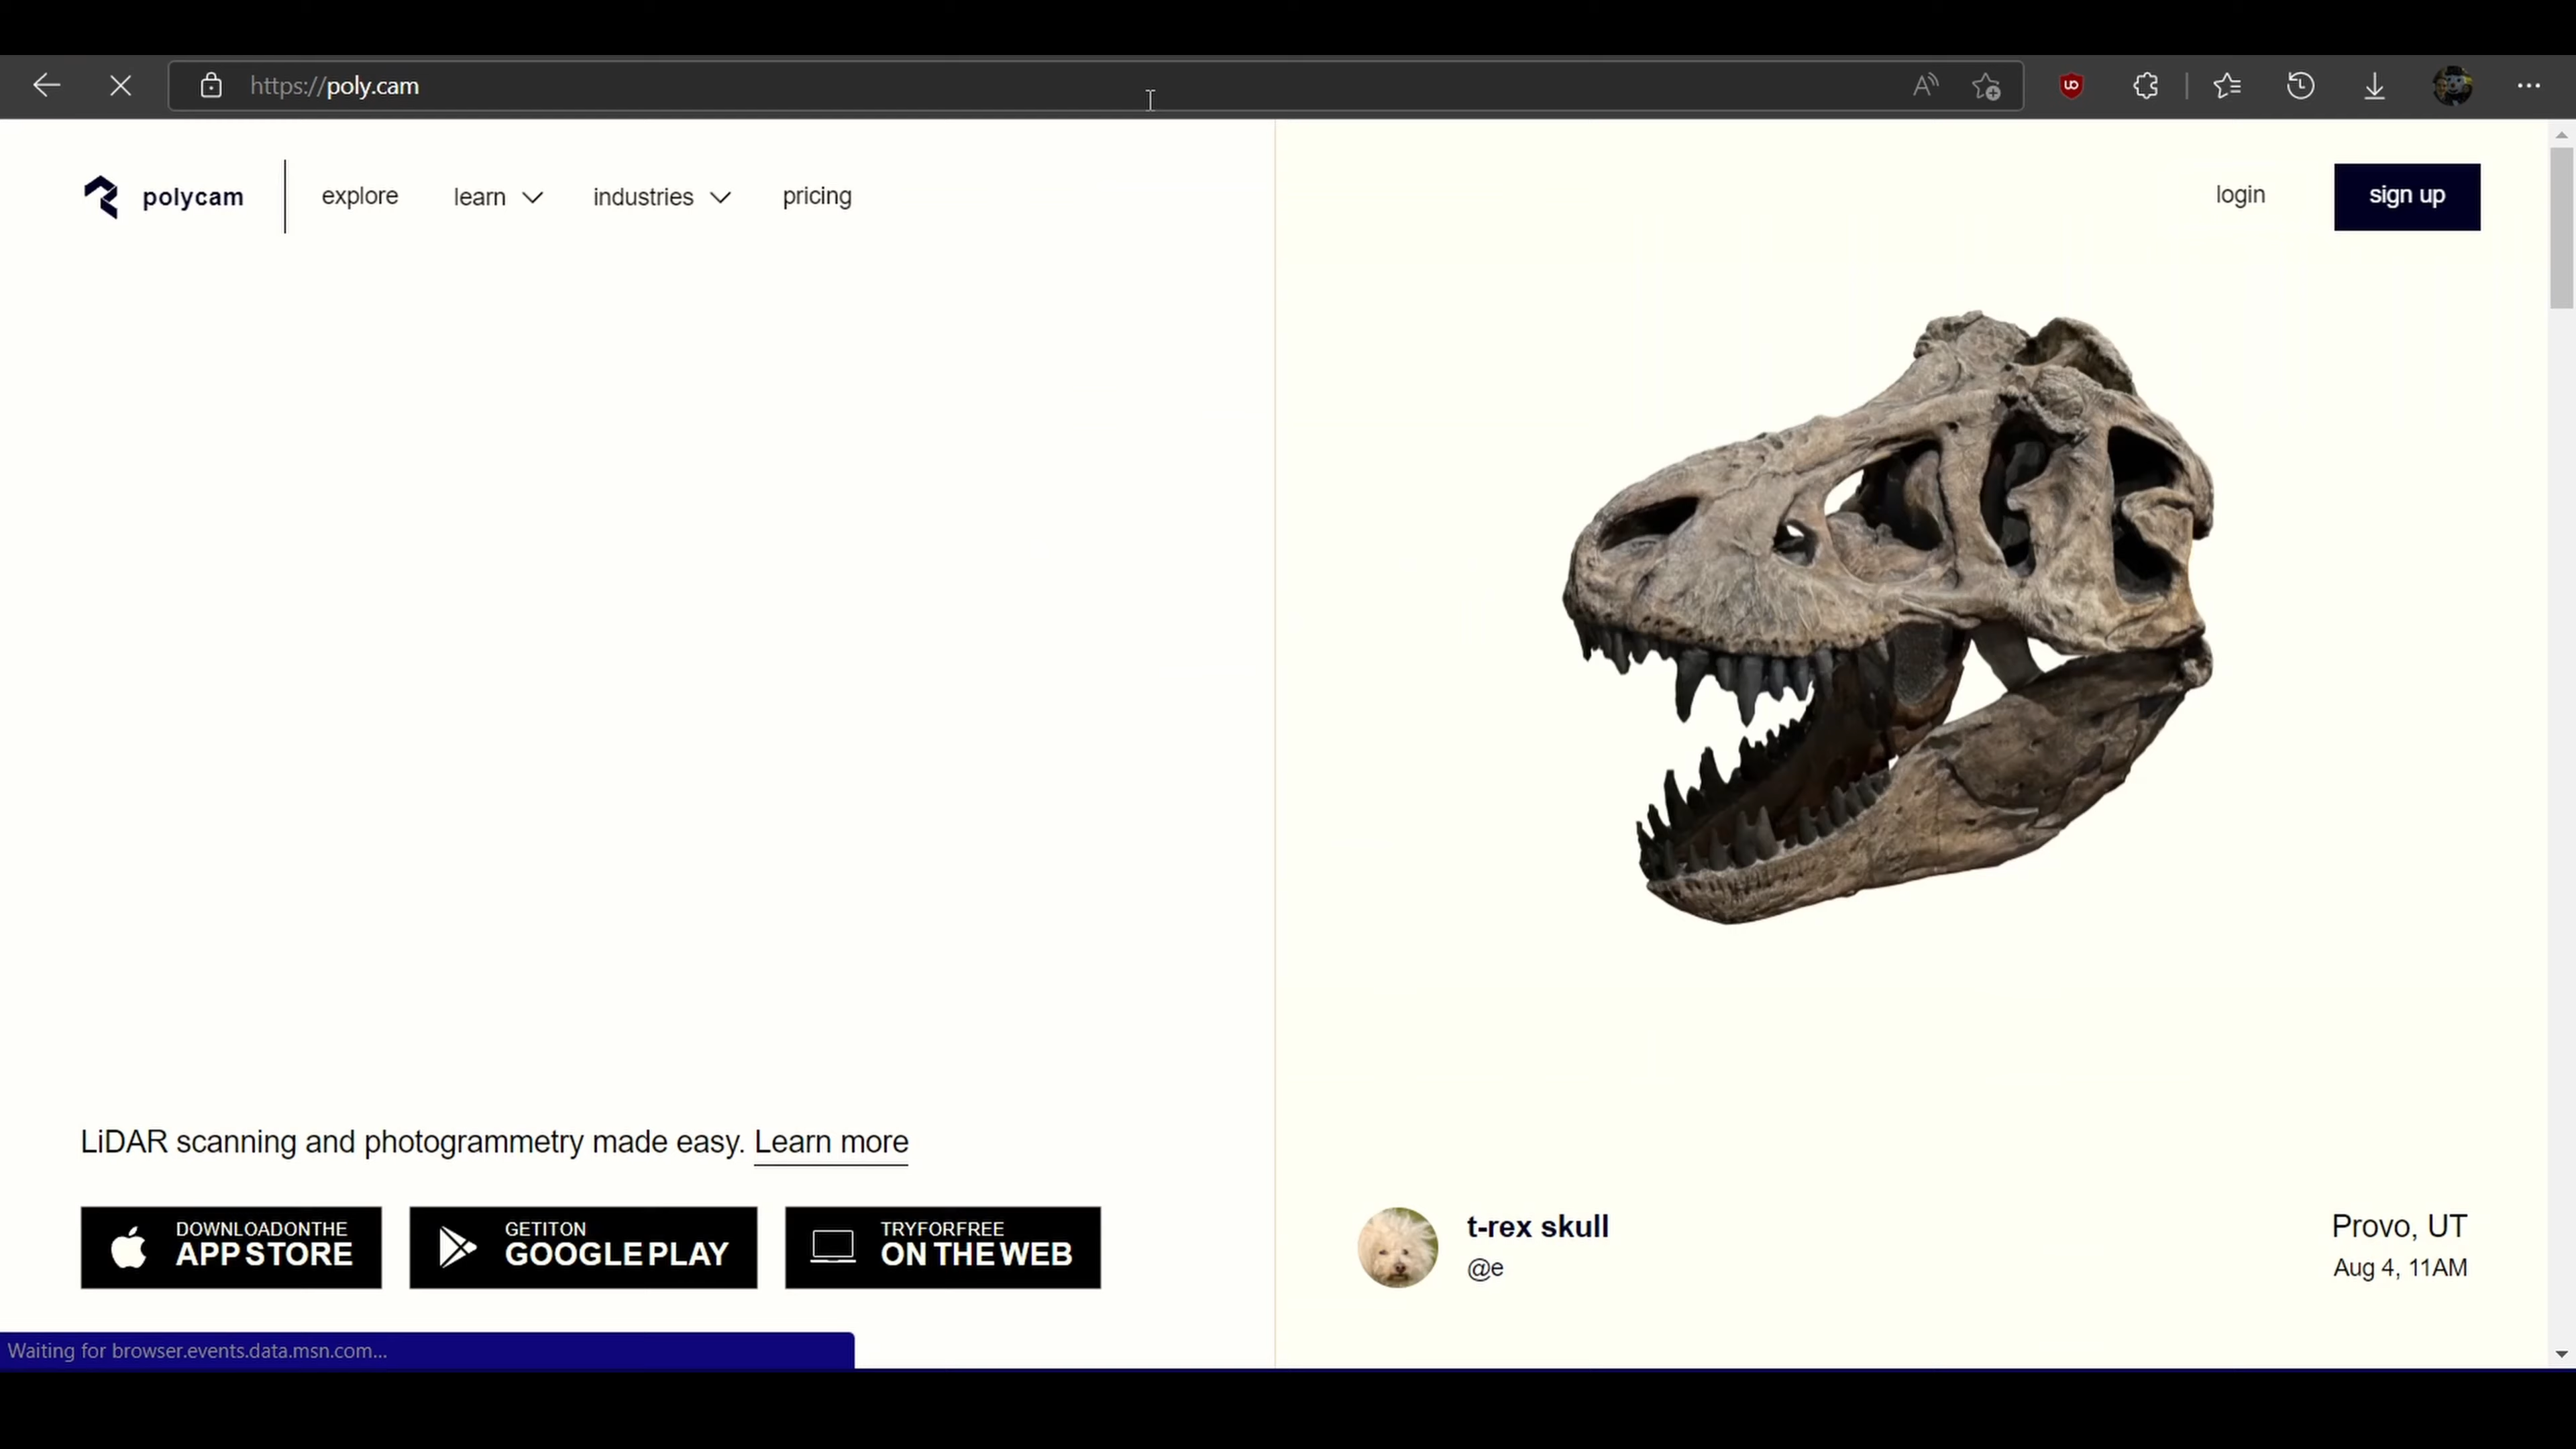 https://poly.cam
polycam
explore
learn
industries
pricing
login
sign up
LiDAR scanning and photogrammetry made easy. Learn more
DOWNLOADONTHE
APP STORE
GETITON
GOOGLE PLAY
TRYFORFREE
ON THE WEB
t-rex skull
@e
Provo, UT
Aug 4, 11AM
Waiting for browser.events.data.msn.com...